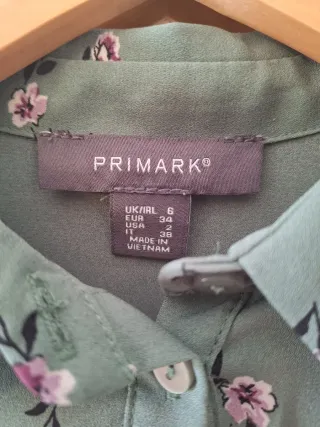 PRIMARK®
UK/IRL 6
EUR 34
USA 2
IT 38
MADE IN
VIETNAM